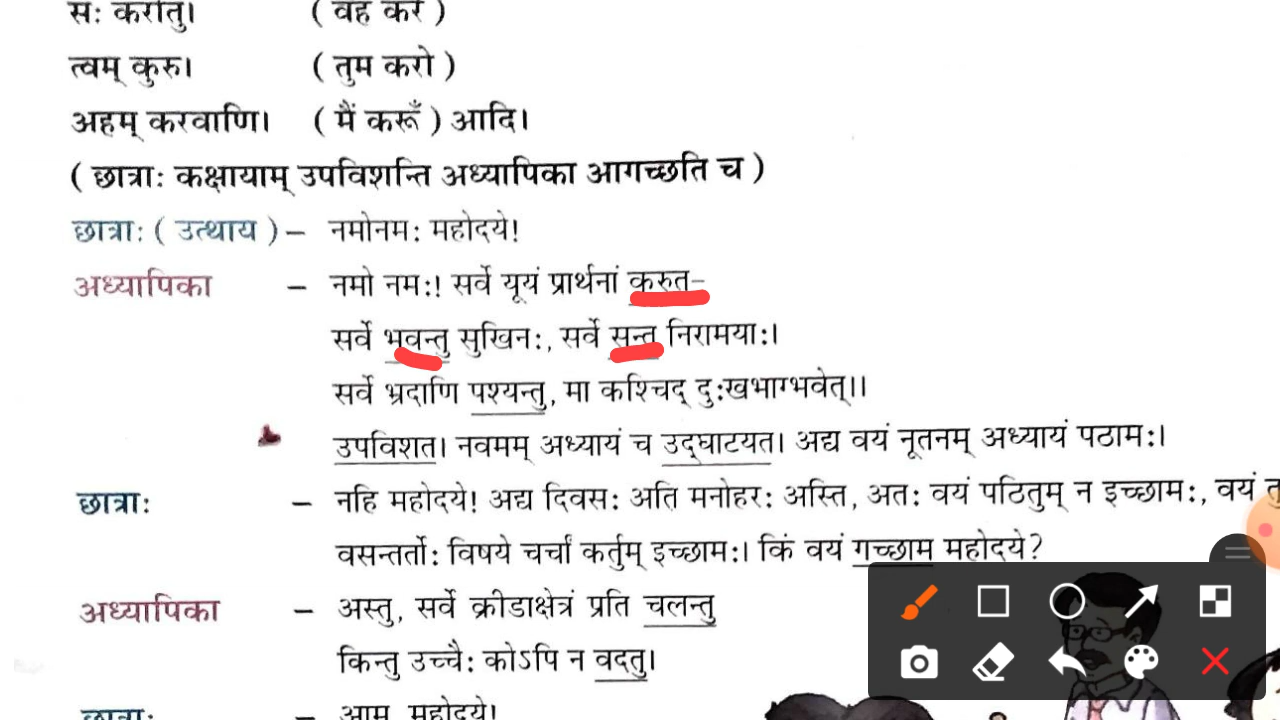 सः करोतु। ( वह करे )
त्वम् कुरु। ( तुम करो )
अहम् करवाणि। ( मैं करूँ ) आदि।
( छात्राः कक्षायाम् उपविशन्ति अध्यापिका आगच्छति च )
छात्राः ( उत्थाय ) – नमोनमः महोदये!
अध्यापिका – नमो नमः! सर्वे यूयं प्रार्थनां करुत–
सर्वे भवन्तु सुखिनः, सर्वे सन्तु निरामयाः।
सर्वे भ्रदाणि पश्यन्तु, मा कश्चिद् दुःखभाग्भवेत्।।
उपविशत। नवमम् अध्यायं च उद्घाटयत। अद्य वयं नूतनम् अध्यायं पठामः।
छात्राः – नहि महोदये! अद्य दिवसः अति मनोहरः अस्ति, अतः वयं पठितुम् न इच्छामः, वयं
वसन्तर्तोः विषये चर्चां कर्तुम् इच्छामः। किं वयं गच्छाम महोदये?
अध्यापिका – अस्तु, सर्वे क्रीडाक्षेत्रं प्रति चलन्तु
किन्तु उच्चैः कोऽपि न वदतु।
छात्राः – आम् महोदये!